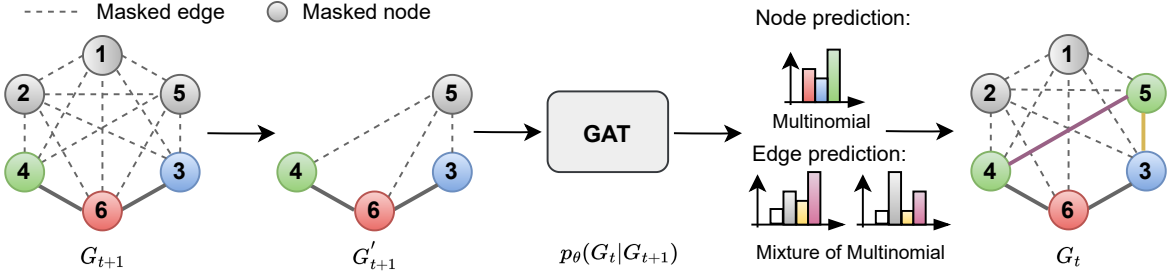 Masked edge
Masked node
1
2
5
4
3
6
G_{t+1}
5
4
3
6
G'_{t+1}
GAT
p_θ(G_t|G_{t+1})
Node prediction:
Multinomial
Edge prediction:
Mixture of Multinomial
1
2
5
4
3
6
G_t